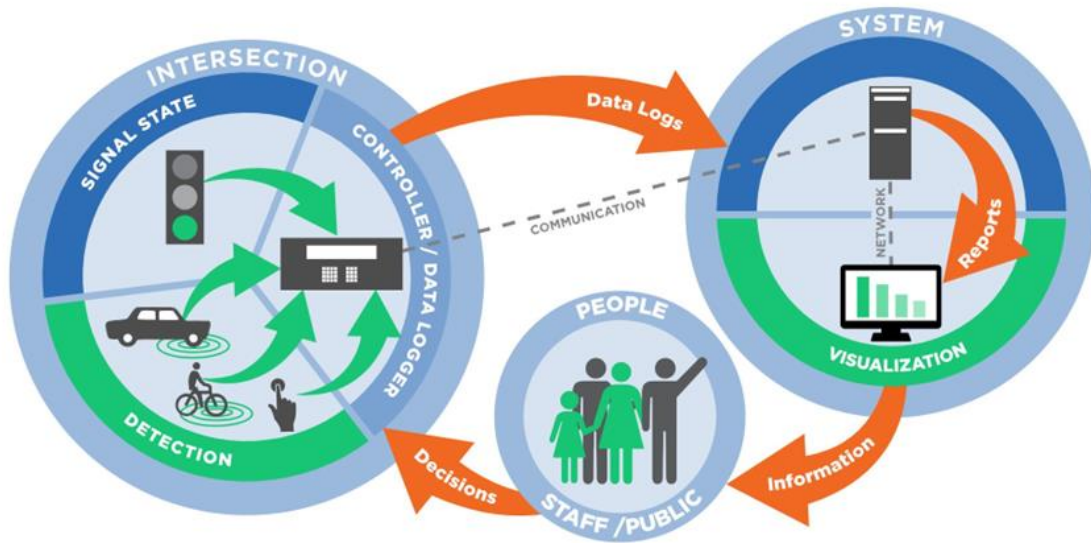 INTERSECTION
SIGNAL STATE
CONTROLLER / DATA LOGGER
DETECTION
Data Logs
COMMUNICATION
SYSTEM
NETWORK
Reports
VISUALIZATION
Information
PEOPLE
STAFF /PUBLIC
Decisions